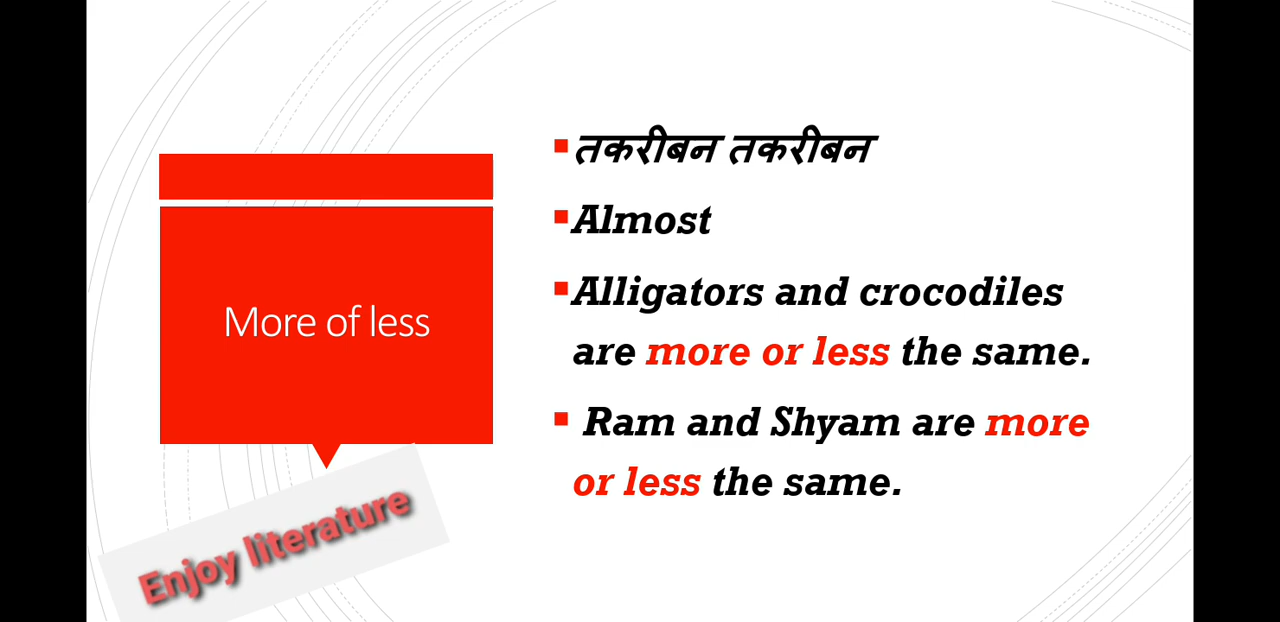 More of less
तकरीबन तकरीबन
Almost
Alligators and crocodiles
are more or less the same.
Ram and Shyam are more
or less the same.
Enjoy literature